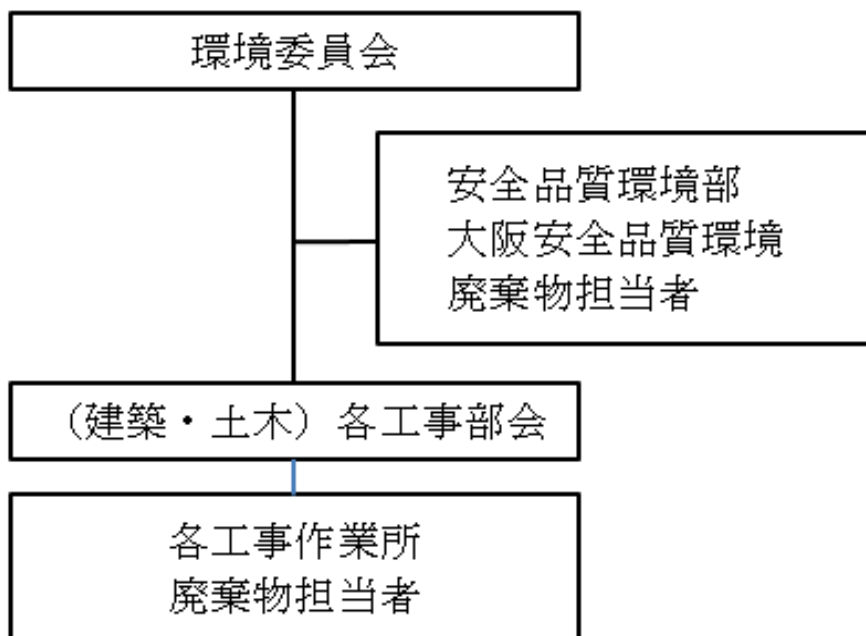 環境委員会
安全品質環境部
大阪安全品質環境
廃棄物担当者
（建築・土木）各工事部会
各工事作業所
廃棄物担当者